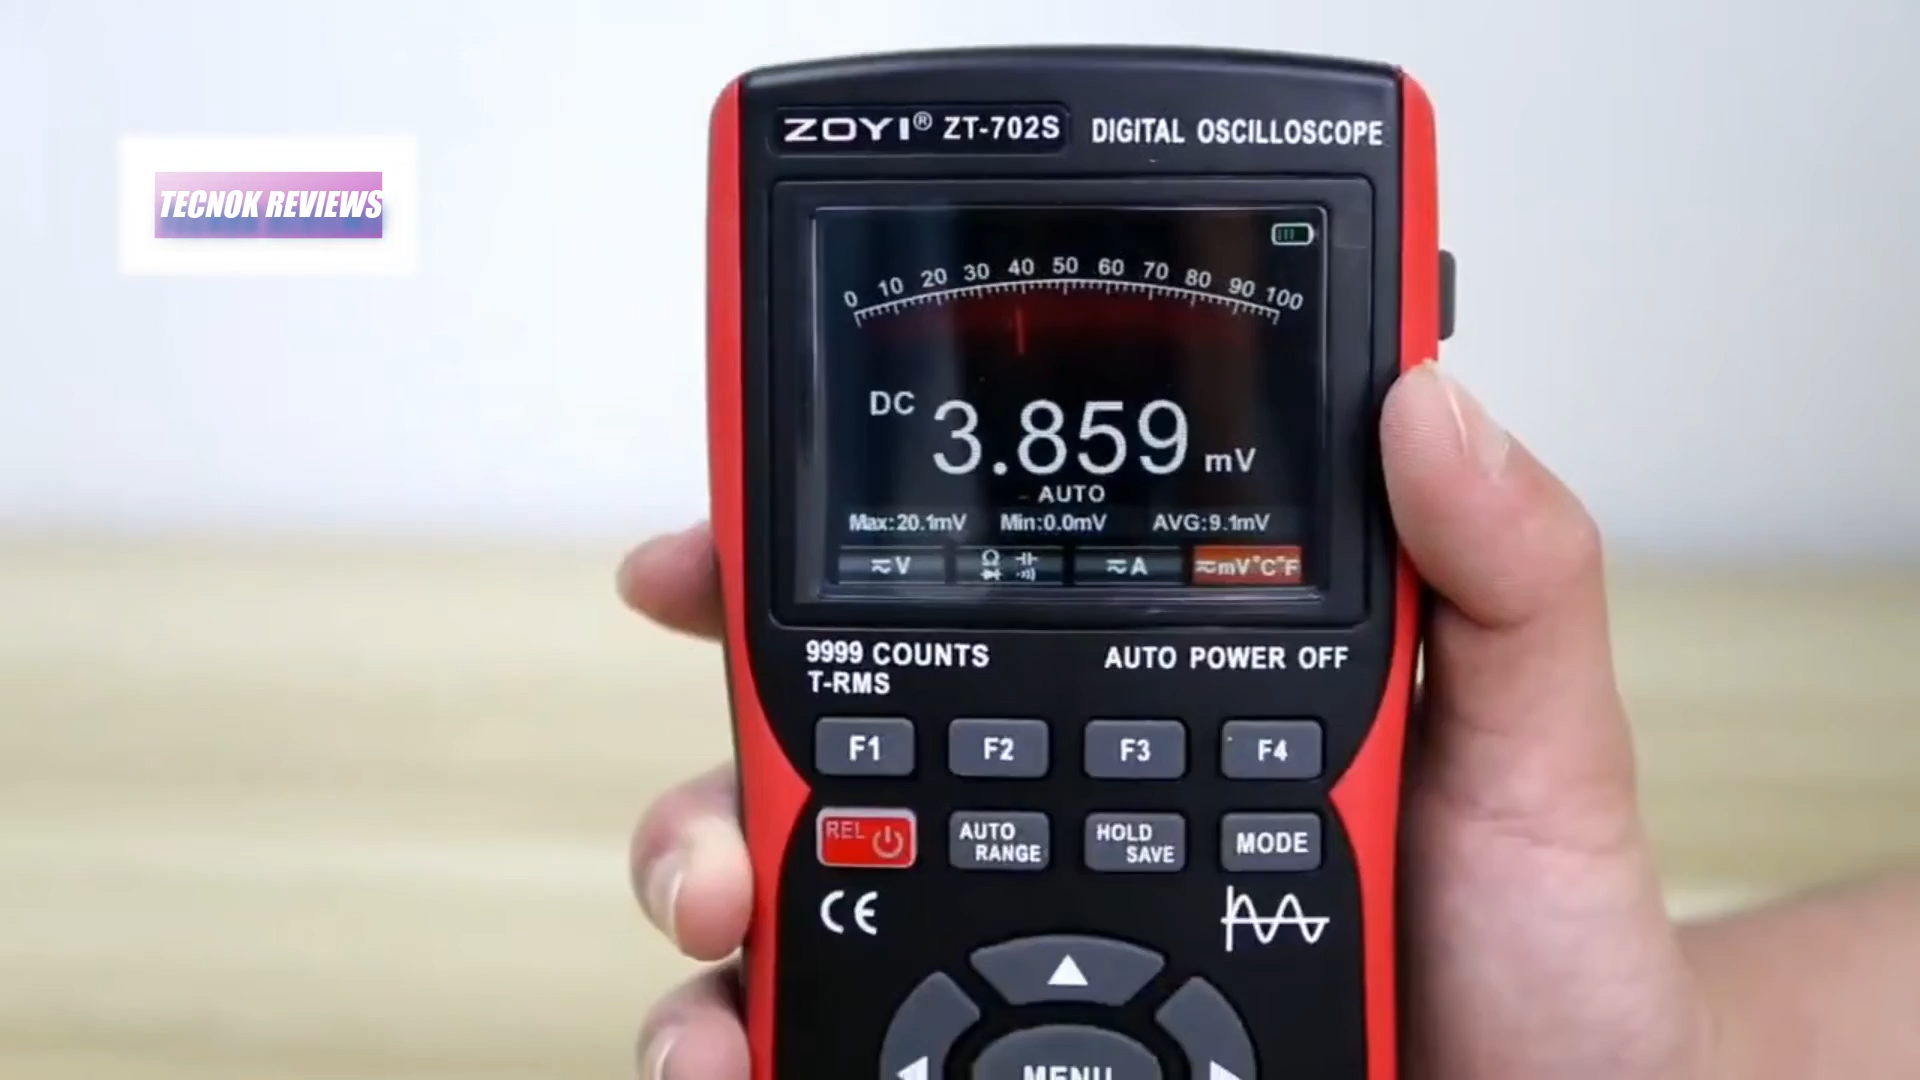 TECNOK REVIEWS
ZOYI® ZT-702S DIGITAL OSCILLOSCOPE
0 10 20 30 40 50 60 70 80 90 100
DC 3.859 mV
AUTO
Max:20.1mV Min:0.0mV AVG:9.1mV
≂V Ω ≂A ≂mV°C°F
9999 COUNTS AUTO POWER OFF
T-RMS
F1 F2 F3 F4
REL AUTO RANGE HOLD SAVE MODE
CE
MENU